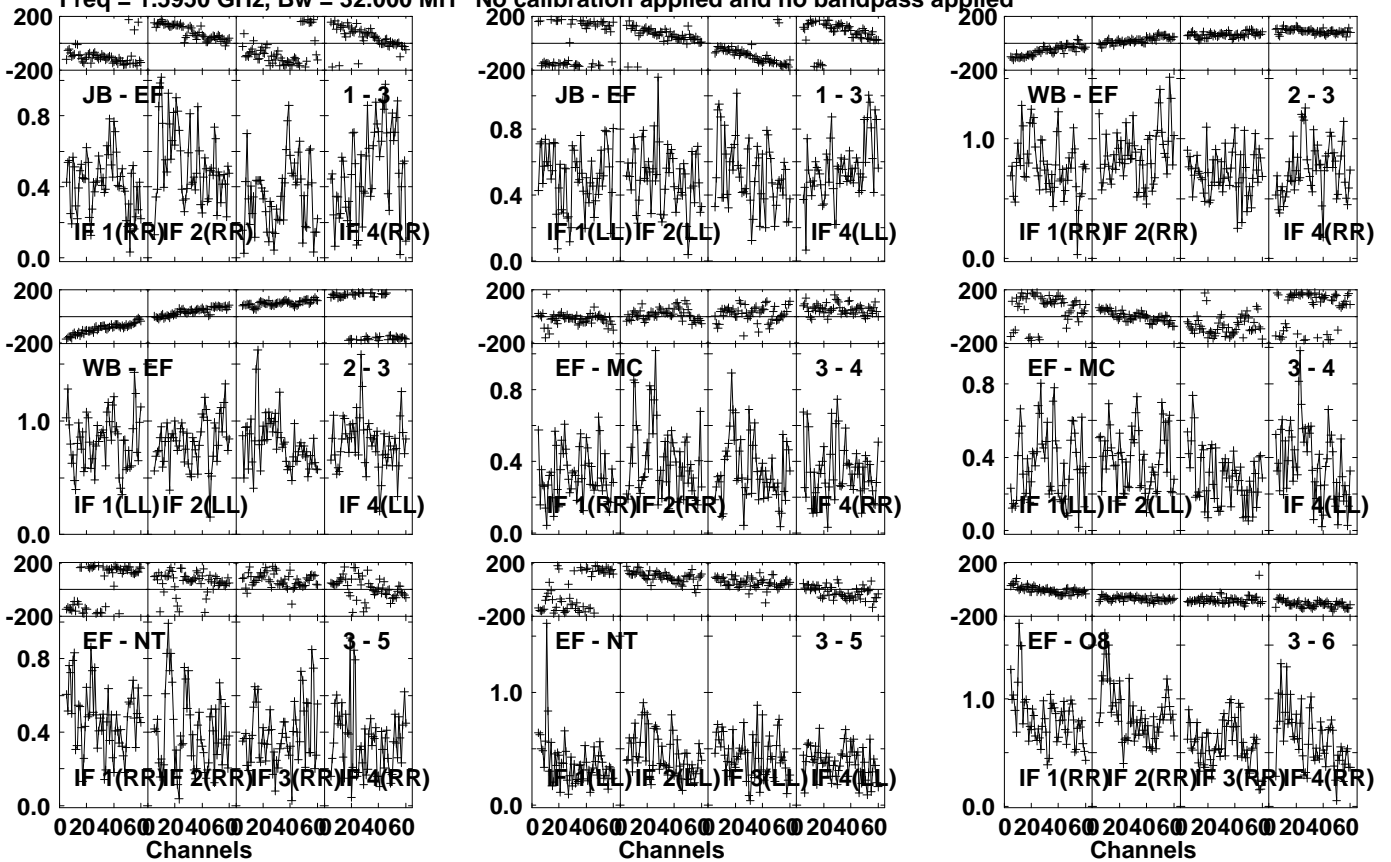 Freq = 1.5950 GHz, Bw = 32.000 MH No calibration applied and no bandpass applied
200 200 200
-200 -200 -200
JB - EF 1 - 3 JB - EF 1 - 3 WB - EF 2 - 3
0.8 0.8 1.0
0.4 0.4 0.5
IF 1(RR) IF 2(RR) IF 4(RR) IF 1(LL) IF 2(LL) IF 4(LL) IF 1(RR) IF 2(RR) IF 4(RR)
0.0 0.0 0.0
200 200 200
-200 -200 -200
WB - EF 2 - 3 EF - MC 3 - 4 EF - MC 3 - 4
1.0 0.8 0.8
0.4 0.4
IF 1(LL) IF 2(LL) IF 4(LL) IF 1(RR) IF 2(RR) IF 4(RR) IF 1(LL) IF 2(LL) IF 4(LL)
0.0 0.0 0.0
200 200 200
-200 -200 -200
EF - NT 3 - 5 EF - NT 3 - 5 EF - O8 3 - 6
0.8 1.0 1.0
0.4
IF 1(RR) IF 2(RR) IF 3(RR) IF 4(RR) IF 1(LL) IF 2(LL) IF 3(LL) IF 4(LL) IF 1(RR) IF 2(RR) IF 3(RR) IF 4(RR)
0.0 0.0 0.0
0 20 40 60 0 20 40 60 0 20 40 60 0 20 40 60 0 20 40 60 0 20 40 60 0 20 40 60 0 20 40 60 0 20 40 60 0 20 40 60 0 20 40 60 0 20 40 60
Channels Channels Channels